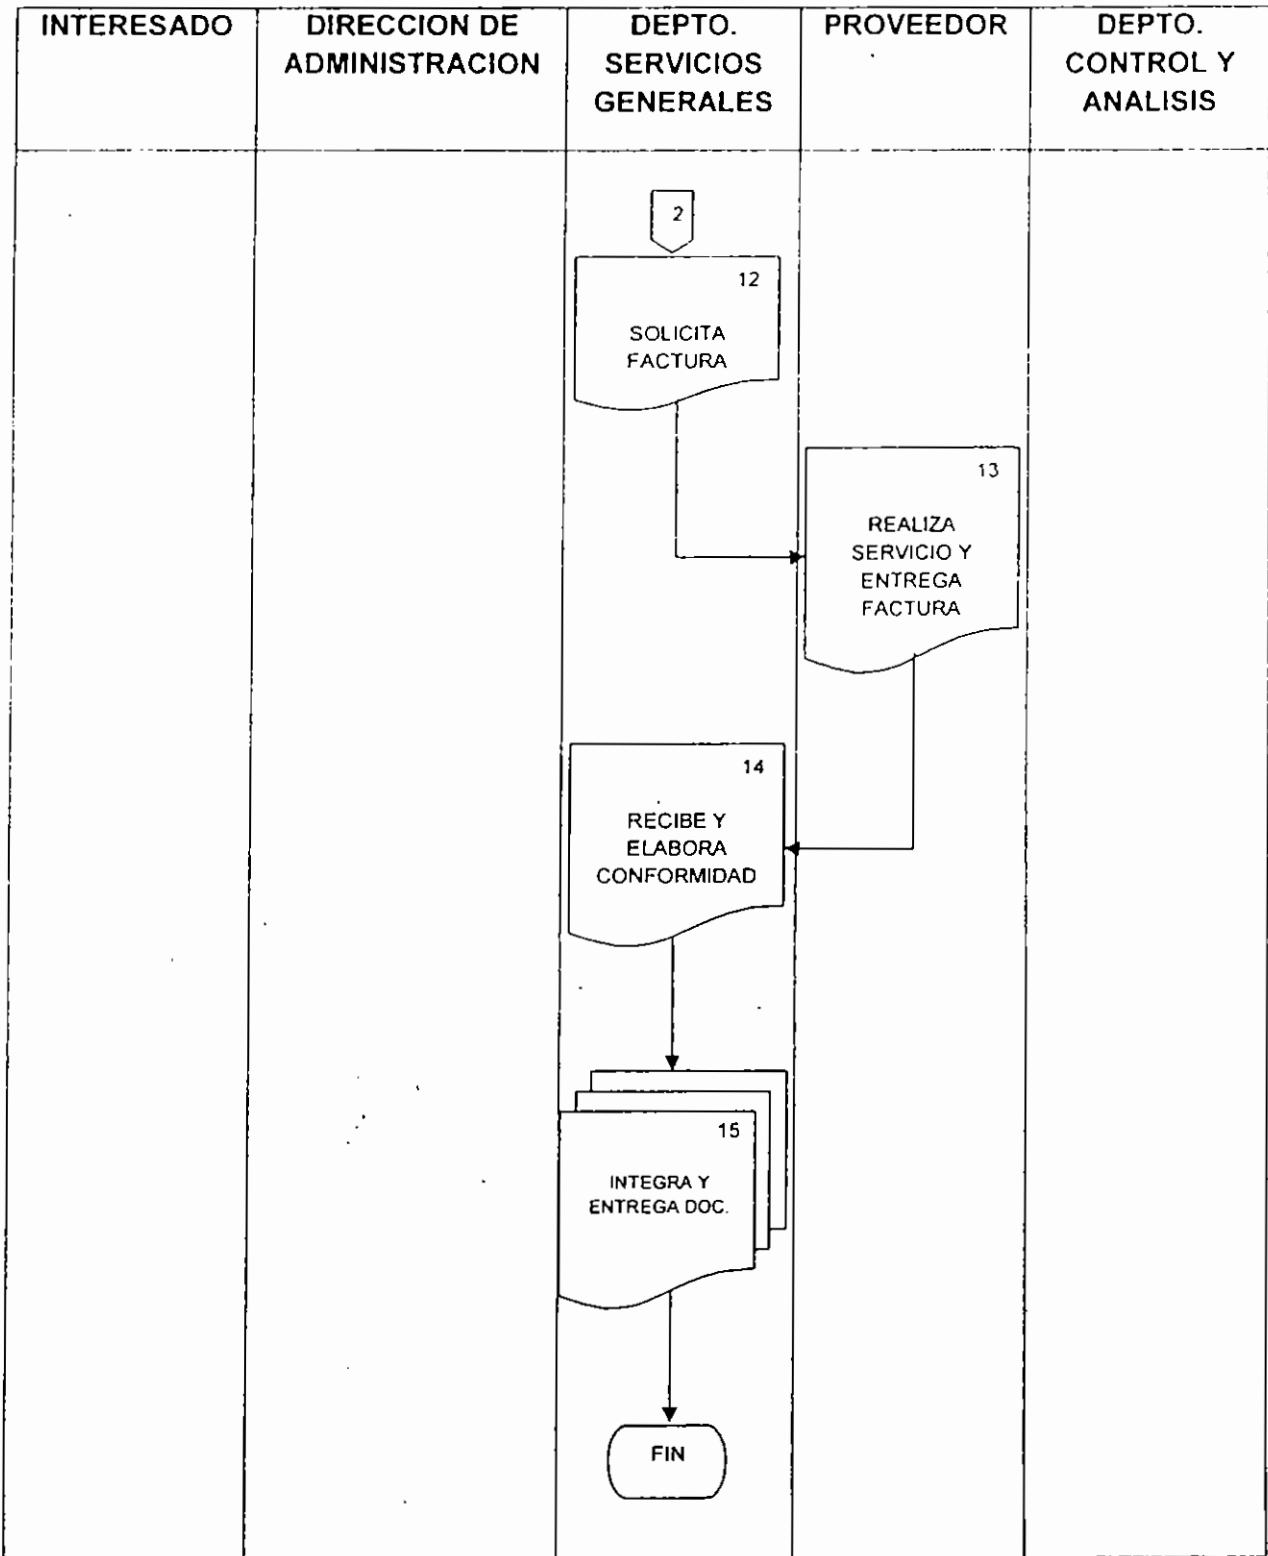 INTERESADO
DIRECCION DE
ADMINISTRACION
DEPTO.
SERVICIOS
GENERALES
PROVEEDOR
DEPTO.
CONTROL Y
ANALISIS
2
12
SOLICITA
FACTURA
13
REALIZA
SERVICIO Y
ENTREGA
FACTURA
14
RECIBE Y
ELABORA
CONFORMIDAD
15
INTEGRA Y
ENTREGA DOC.
FIN